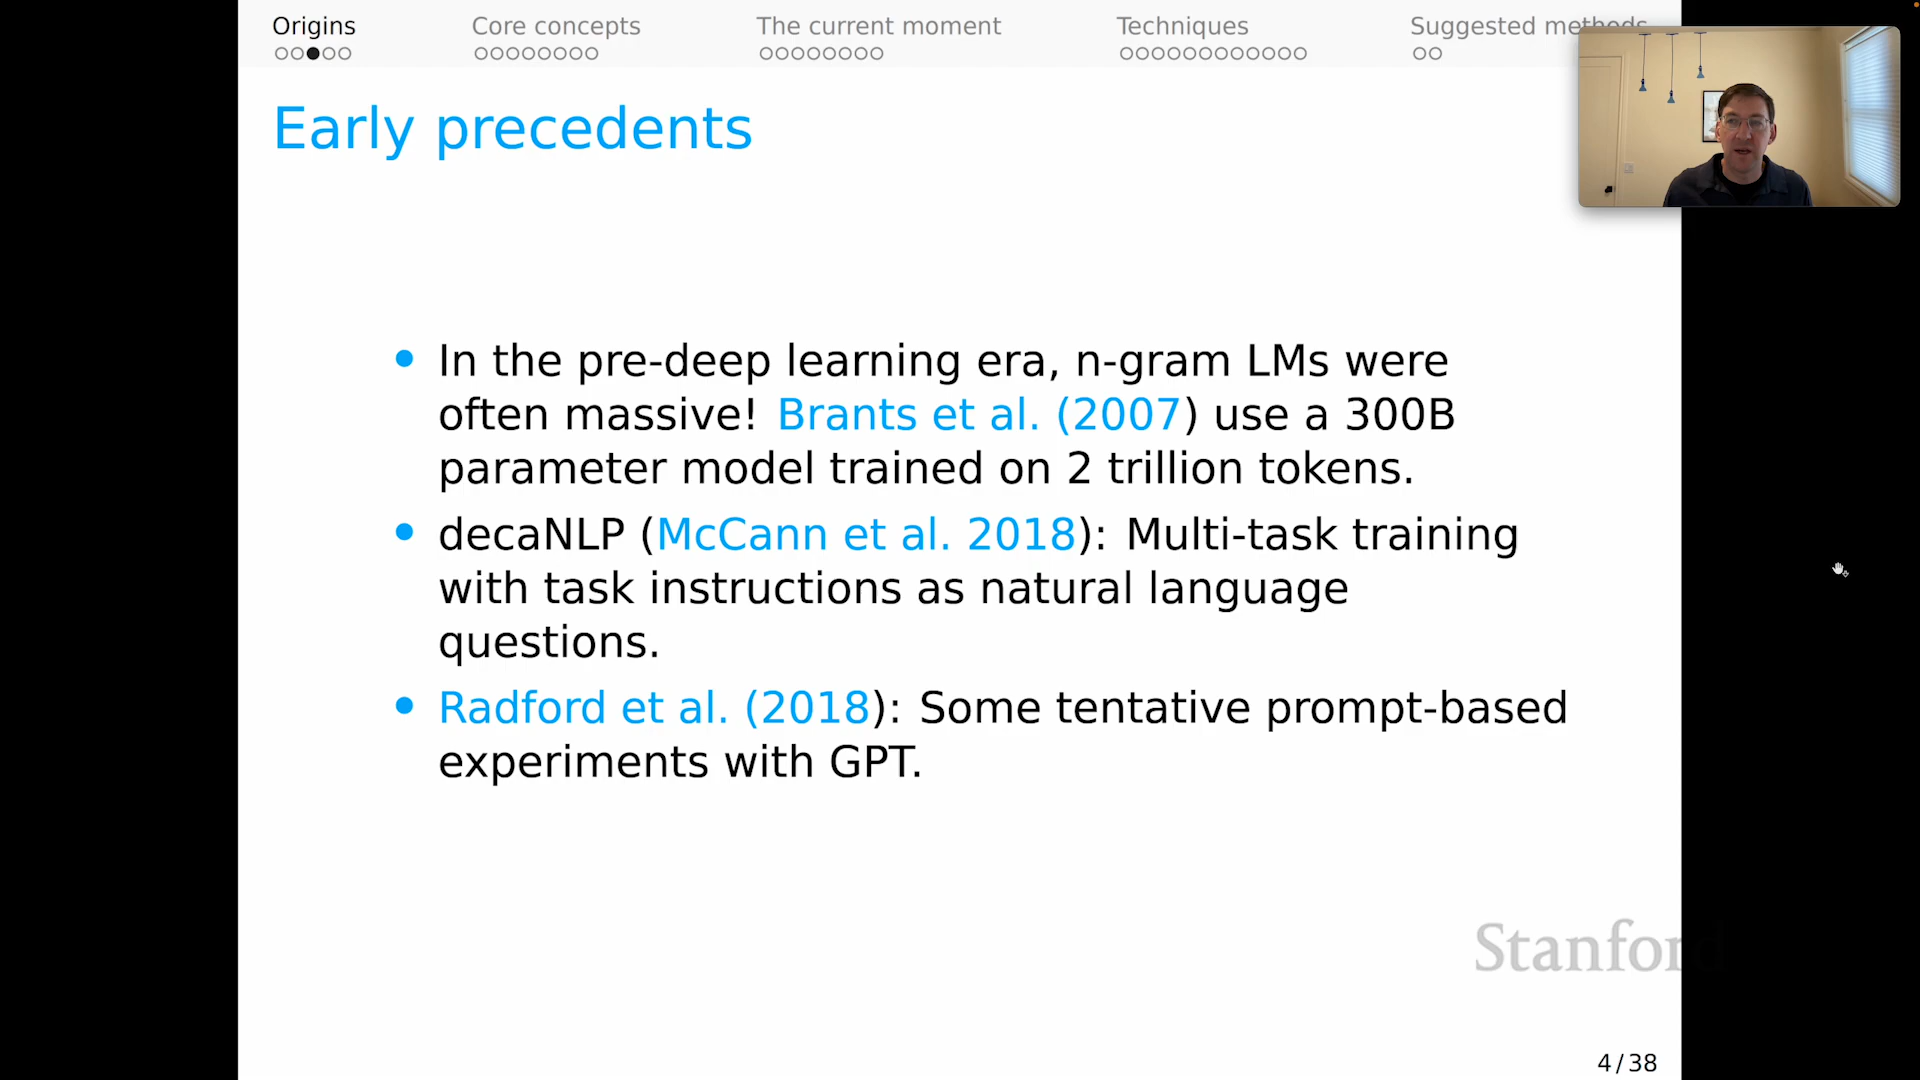 Origins
Core concepts
The current moment
Techniques
Suggested methods
Early precedents
• In the pre-deep learning era, n-gram LMs were
often massive! Brants et al. (2007) use a 300B
parameter model trained on 2 trillion tokens.
• decaNLP (McCann et al. 2018): Multi-task training
with task instructions as natural language
questions.
• Radford et al. (2018): Some tentative prompt-based
experiments with GPT.
Stanford
4/38